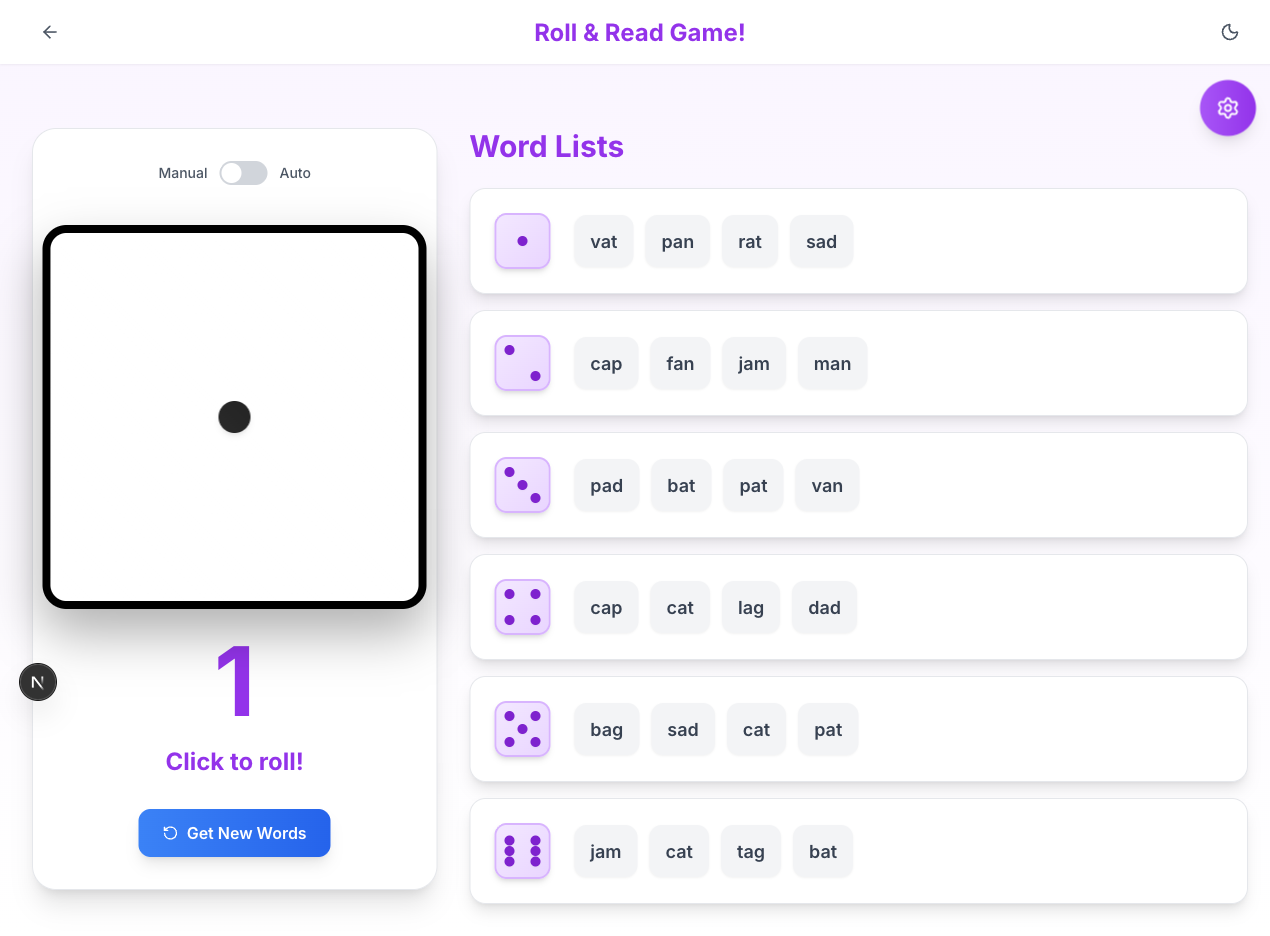 Roll & Read Game!
Manual Auto
1
Click to roll!
Get New Words
N
Word Lists
vat pan rat sad
cap fan jam man
pad bat pat van
cap cat lag dad
bag sad cat pat
jam cat tag bat